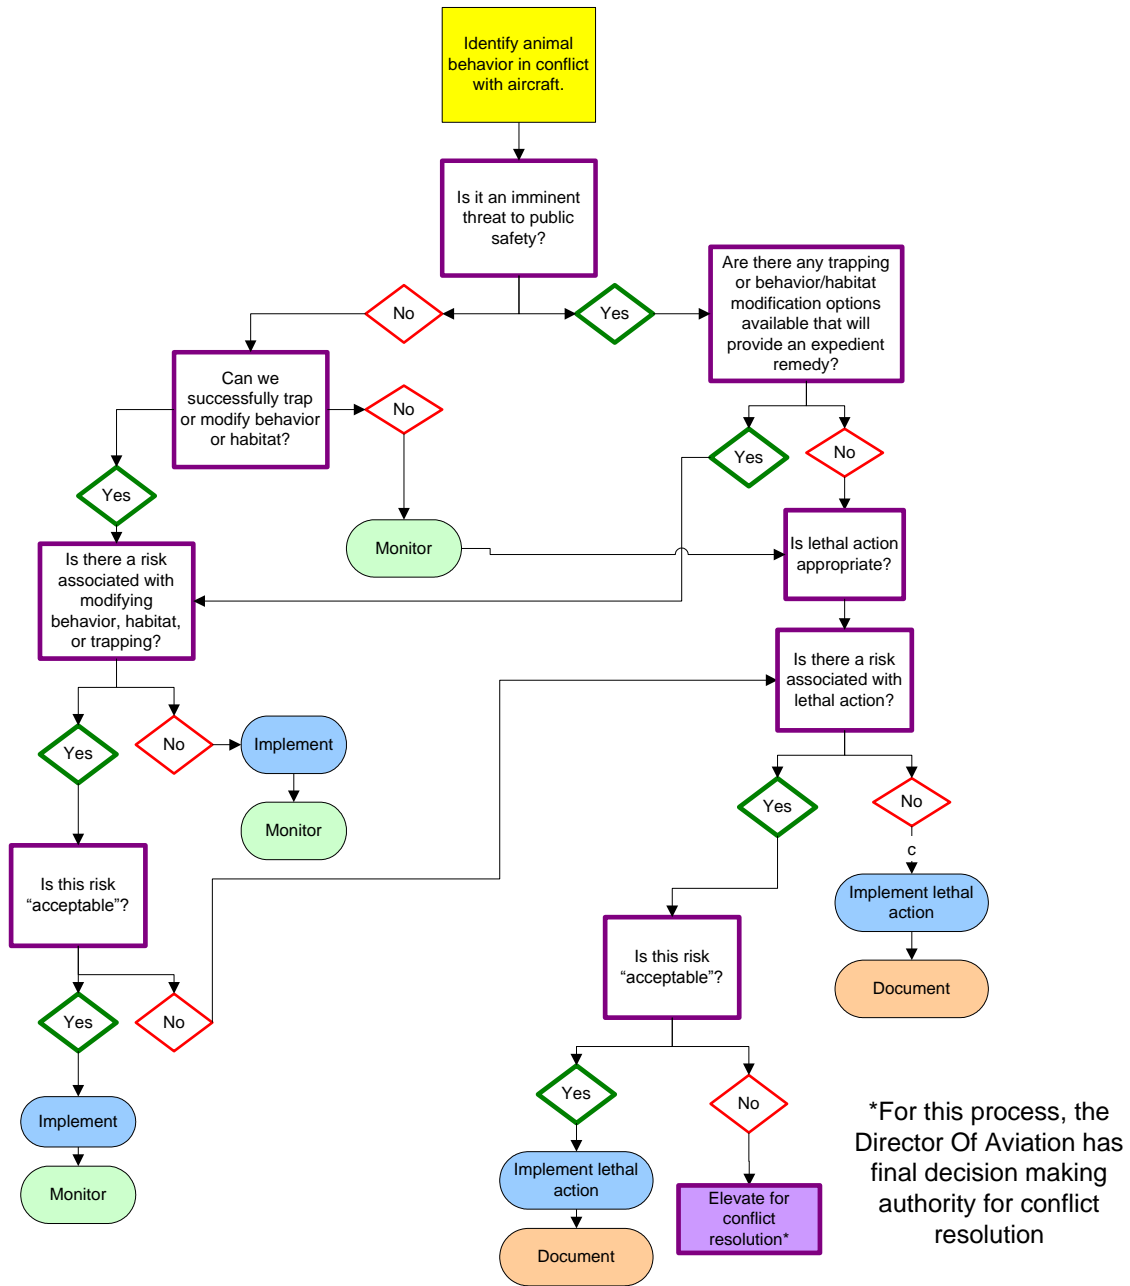 Identify animal
behavior in conflict
with aircraft.
Is it an imminent
threat to public
safety?
Are there any trapping
or behavior/habitat
modification options
available that will
provide an expedient
remedy?
No
Yes
Can we
successfully trap
or modify behavior
or habitat?
No
Yes
No
Yes
Monitor
Is lethal action
appropriate?
Is there a risk
associated with
modifying
behavior, habitat,
or trapping?
Is there a risk
associated with
lethal action?
Yes
No
Implement
Monitor
Yes
No
c
Implement lethal
action
Document
Is this risk
“acceptable”?
Is this risk
“acceptable”?
Yes
No
Implement
Monitor
Yes
No
Implement lethal
action
Document
Elevate for
conflict
resolution*
*For this process, the
Director Of Aviation has
final decision making
authority for conflict
resolution